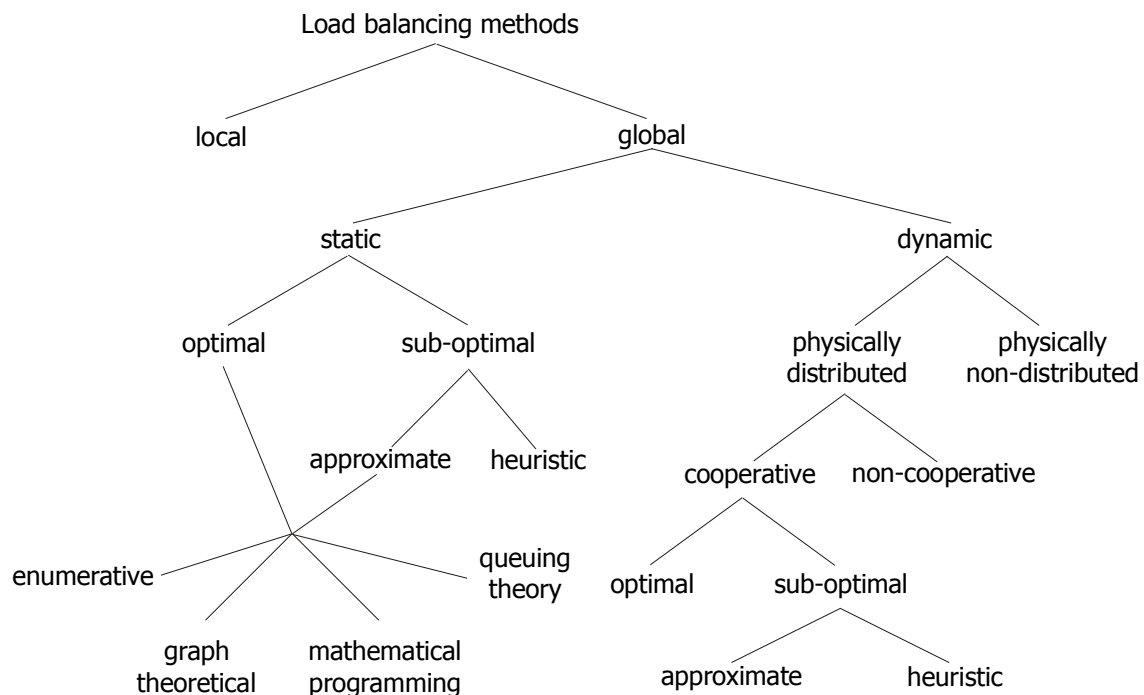 Load balancing methods
local
global
static
dynamic
optimal
sub-optimal
physically
distributed
physically
non-distributed
approximate
heuristic
cooperative
non-cooperative
enumerative
queuing
theory
optimal
sub-optimal
graph
theoretical
mathematical
programming
approximate
heuristic